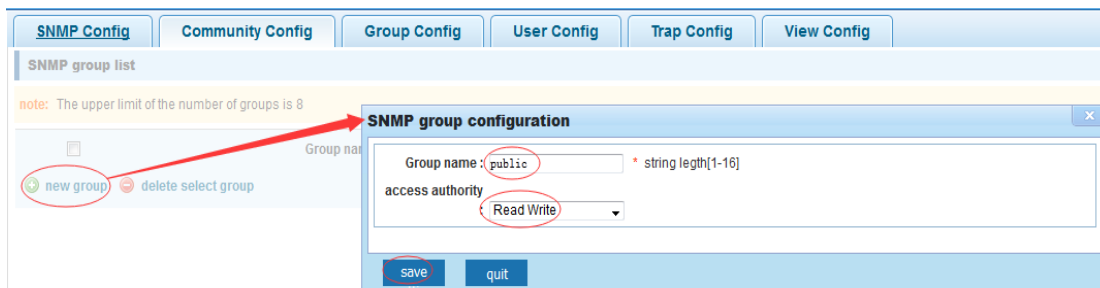 SNMP Config Community Config Group Config User Config Trap Config View Config
SNMP group list
note: The upper limit of the number of groups is 8
SNMP group configuration
Group name : public * string legth[1-16]
access authority
: Read Write
new group delete select group
save quit